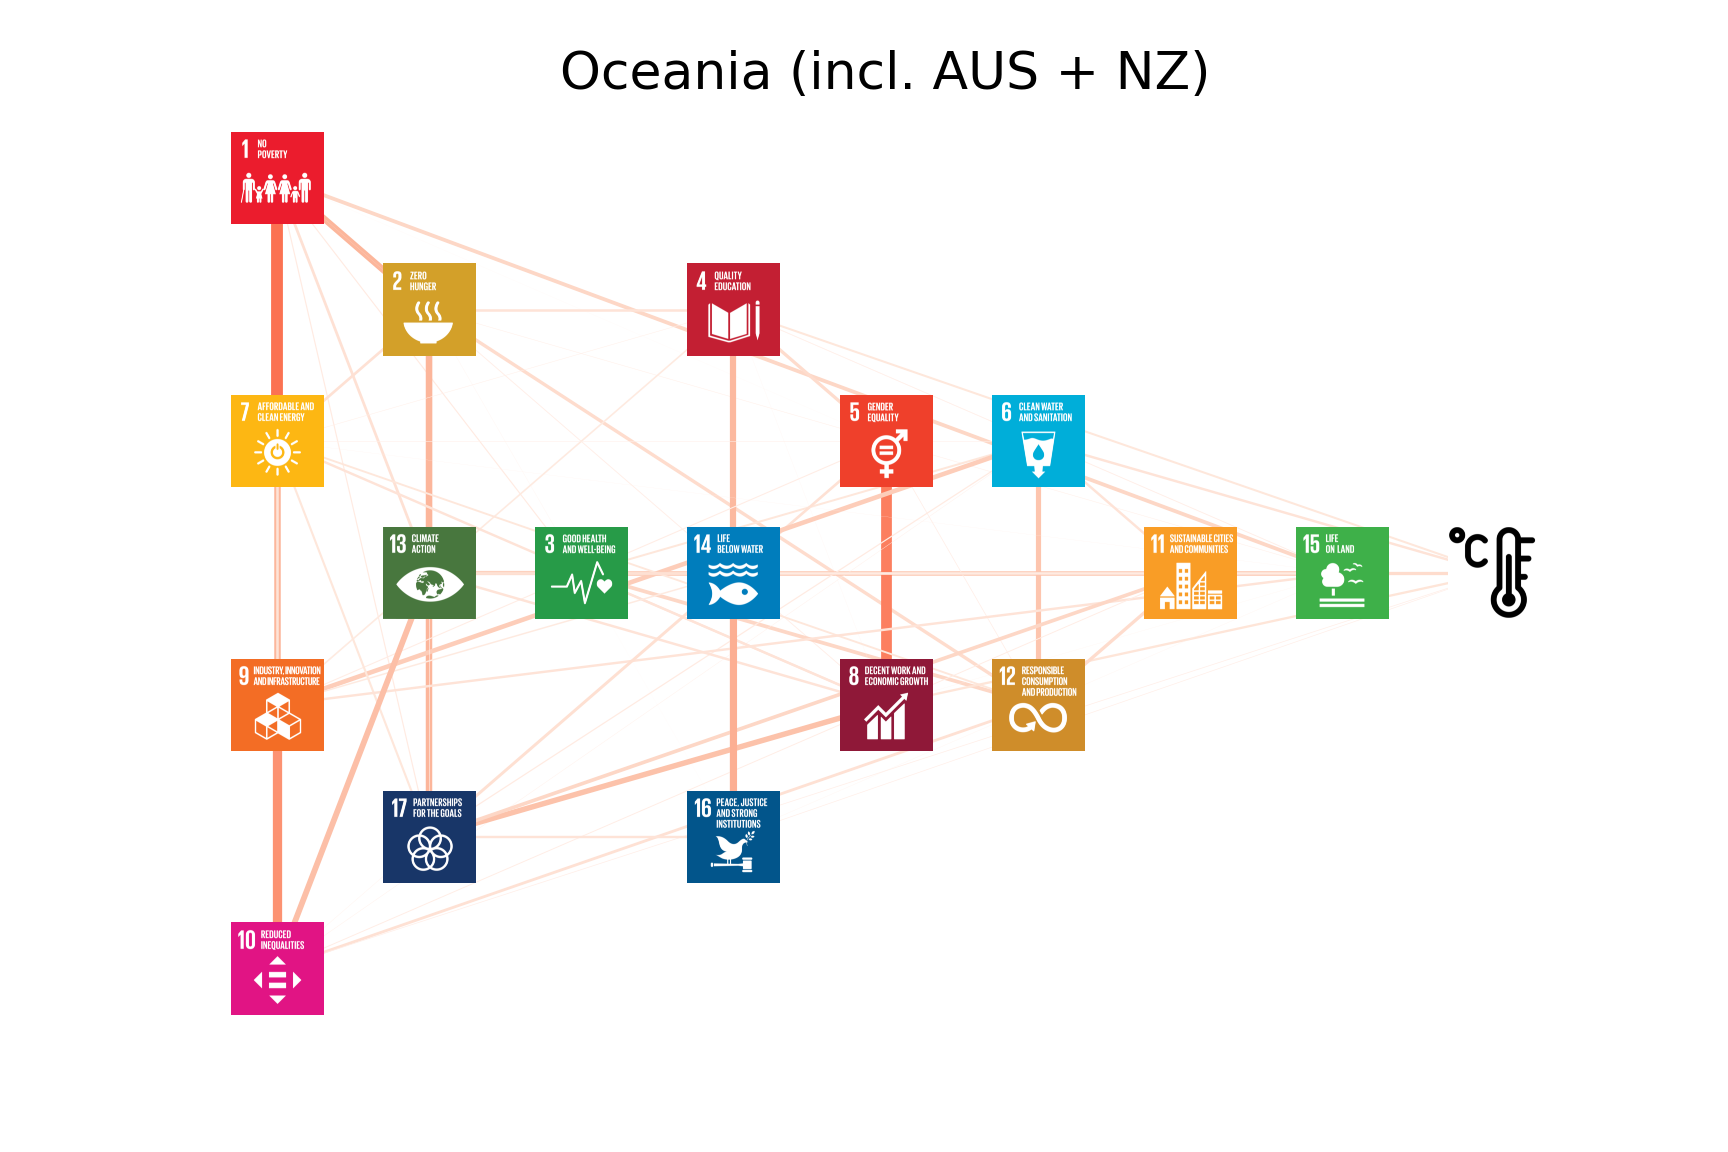 Oceania (incl. AUS + NZ)
1 NO
POVERTY
2 ZERO
HUNGER
4 QUALITY
EDUCATION
7 AFFORDABLE AND
CLEAN ENERGY
5 GENDER
EQUALITY
6 CLEAN WATER
AND SANITATION
13 CLIMATE
ACTION
3 GOOD HEALTH
AND WELL-BEING
14 LIFE
BELOW WATER
11 SUSTAINABLE CITIES
AND COMMUNITIES
15 LIFE
ON LAND
°C
9 INDUSTRY, INNOVATION
AND INFRASTRUCTURE
8 DECENT WORK AND
ECONOMIC GROWTH
12 RESPONSIBLE
CONSUMPTION
AND PRODUCTION
17 PARTNERSHIPS
FOR THE GOALS
16 PEACE, JUSTICE
AND STRONG
INSTITUTIONS
10 REDUCED
INEQUALITIES